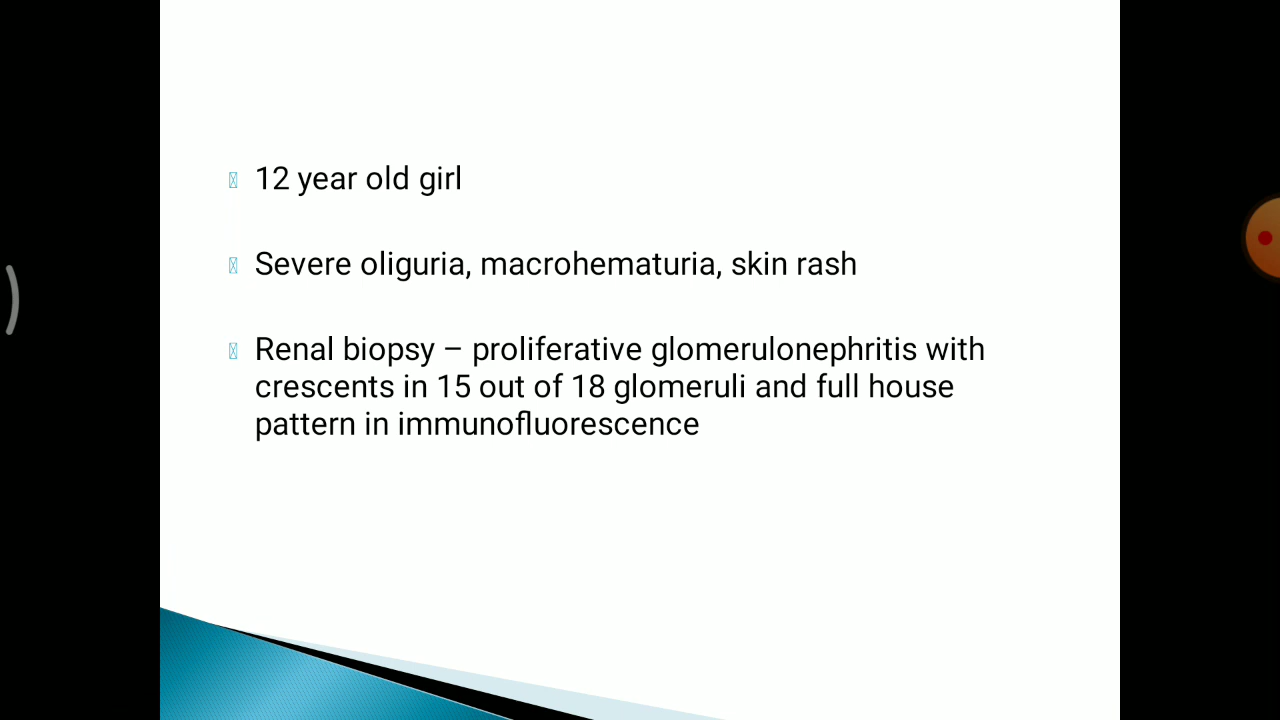 12 year old girl
Severe oliguria, macrohematuria, skin rash
Renal biopsy – proliferative glomerulonephritis with
crescents in 15 out of 18 glomeruli and full house
pattern in immunofluorescence